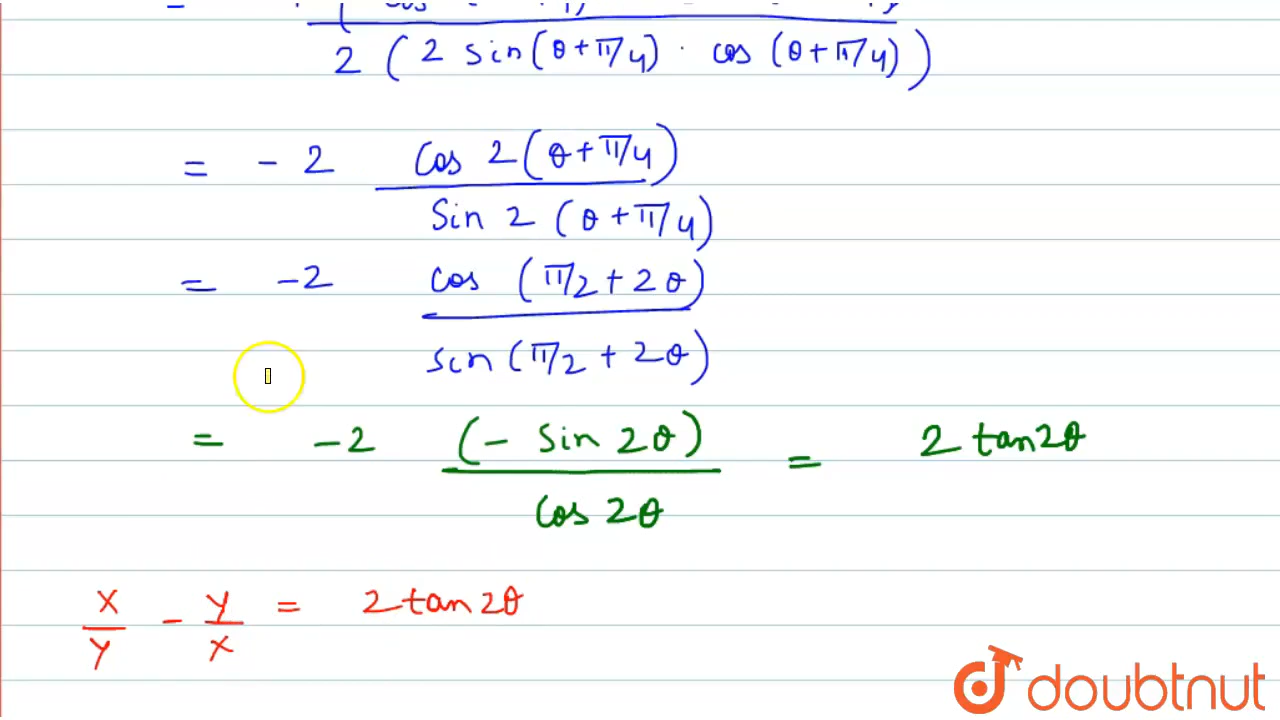 2 ( 2 sin(θ+π/4) · cos (θ+π/4) )
= - 2 cos 2(θ+π/4)
sin 2 (θ+π/4)
= -2 cos (π/2+2θ)
sin (π/2 + 2θ)
= -2 (- sin 2θ) = 2 tan2θ
cos 2θ
x/y - y/x = 2 tan 2θ
doubtnut